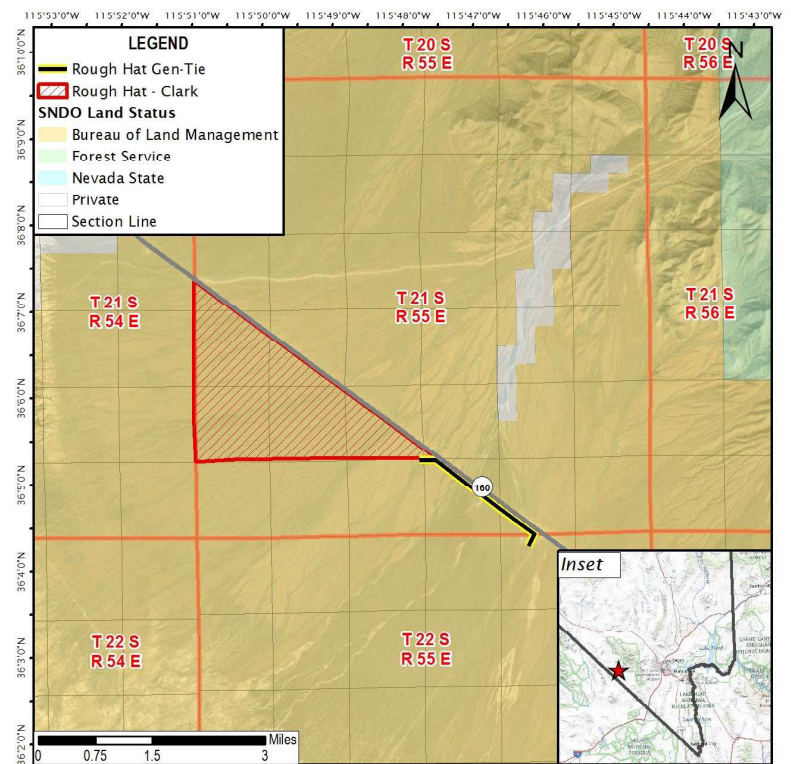 115°53'0"W 115°52'0"W 115°51'0"W 115°50'0"W 115°49'0"W 115°48'0"W 115°47'0"W 115°46'0"W 115°45'0"W 115°44'0"W 115°43'0"W
LEGEND
Rough Hat Gen-Tie
Rough Hat - Clark
SNDO Land Status
Bureau of Land Management
Forest Service
Nevada State
Private
Section Line
T 20 S
R 55 E
T 20 S
R 56 E
N
36°10'0"N
36°9'0"N
36°8'0"N
36°7'0"N
36°6'0"N
36°5'0"N
36°4'0"N
36°3'0"N
36°2'0"N
T 21 S
R 54 E
T 21 S
R 55 E
T 21 S
R 56 E
160
T 22 S
R 54 E
T 22 S
R 55 E
Inset
Miles
0 0.75 1.5 3